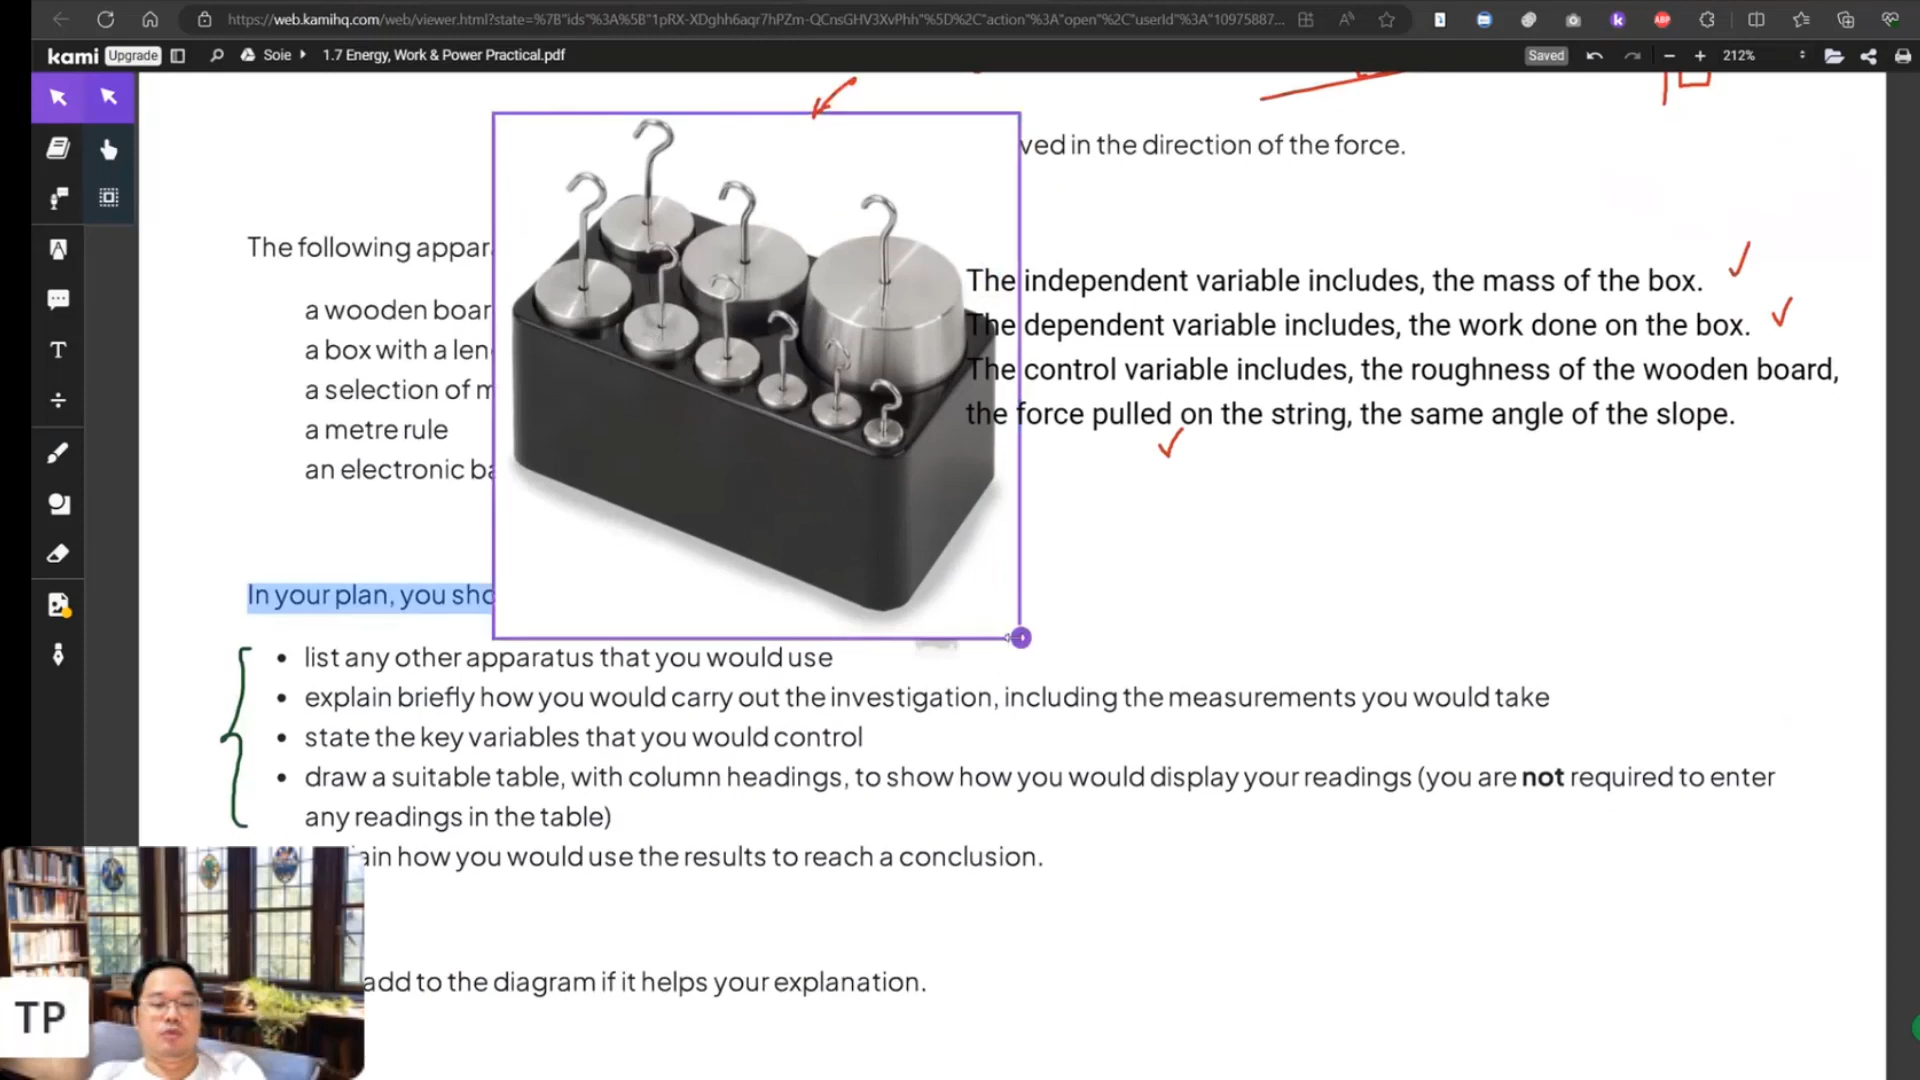 https://web.kamihq.com/web/viewer.html?state=%7B"ids"%3A%5B"1pRX-XDghh6aqr7hPZm-QCnsGHV3XvPhh"%5D%2C"action"%3A"open"%2C"userId"%3A"10975887...
kami Upgrade Soie 1.7 Energy, Work & Power Practical.pdf Saved 212%
ved in the direction of the force.
The following appar
The independent variable includes, the mass of the box.
a wooden boar
The dependent variable includes, the work done on the box.
a box with a len
The control variable includes, the roughness of the wooden board,
a selection of m
the force pulled on the string, the same angle of the slope.
a metre rule
an electronic ba
In your plan, you sho
• list any other apparatus that you would use
• explain briefly how you would carry out the investigation, including the measurements you would take
• state the key variables that you would control
• draw a suitable table, with column headings, to show how you would display your readings (you are not required to enter
any readings in the table)
ain how you would use the results to reach a conclusion.
add to the diagram if it helps your explanation.
TP